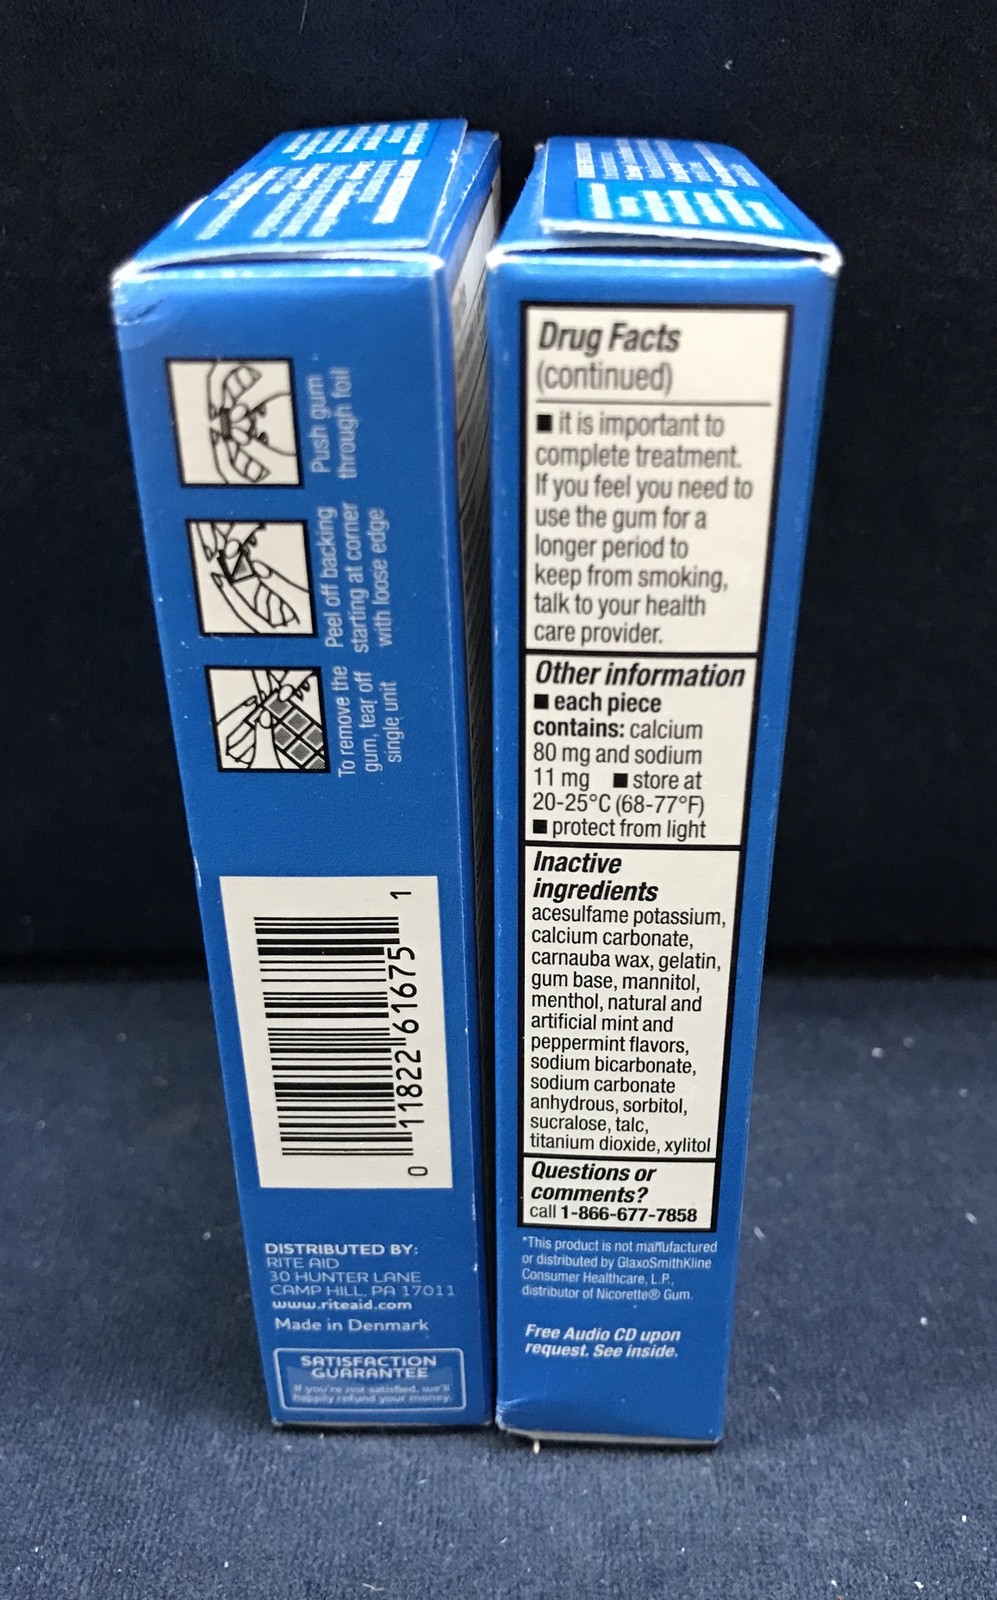 Push gum
through foil
Peel off backing
starting at corner
with loose edge
To remove the
gum, tear off
single unit
0 11822 61675 1
DISTRIBUTED BY:
RITE AID
30 HUNTER LANE
CAMP HILL, PA 17011
www.riteaid.com
Made in Denmark
SATISFACTION
GUARANTEE
If you're not satisfied, we'll
happily refund your money.
Drug Facts
(continued)
■ it is important to
complete treatment.
If you feel you need to
use the gum for a
longer period to
keep from smoking,
talk to your health
care provider.
Other information
■ each piece
contains: calcium
80 mg and sodium
11 mg ■ store at
20-25°C (68-77°F)
■ protect from light
Inactive
ingredients
acesulfame potassium,
calcium carbonate,
carnauba wax, gelatin,
gum base, mannitol,
menthol, natural and
artificial mint and
peppermint flavors,
sodium bicarbonate,
sodium carbonate
anhydrous, sorbitol,
sucralose, talc,
titanium dioxide, xylitol
Questions or
comments?
call 1-866-677-7858
*This product is not manufactured
or distributed by GlaxoSmithKline
Consumer Healthcare, L.P.,
distributor of Nicorette® Gum.
Free Audio CD upon
request. See inside.